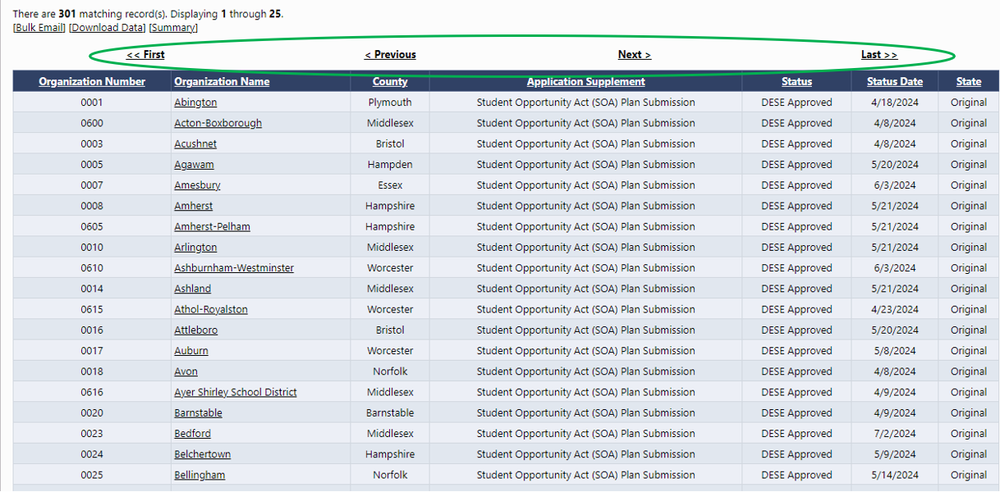 There are 301 matching record(s). Displaying 1 through 25.
[Bulk Email] [Download Data] [Summary]
<< First < Previous Next > Last >>
Organization Number Organization Name County Application Supplement Status Status Date State
0001 Abington Plymouth Student Opportunity Act (SOA) Plan Submission DESE Approved 4/18/2024 Original
0600 Acton-Boxborough Middlesex Student Opportunity Act (SOA) Plan Submission DESE Approved 4/8/2024 Original
0003 Acushnet Bristol Student Opportunity Act (SOA) Plan Submission DESE Approved 4/8/2024 Original
0005 Agawam Hampden Student Opportunity Act (SOA) Plan Submission DESE Approved 5/20/2024 Original
0007 Amesbury Essex Student Opportunity Act (SOA) Plan Submission DESE Approved 6/3/2024 Original
0008 Amherst Hampshire Student Opportunity Act (SOA) Plan Submission DESE Approved 5/21/2024 Original
0605 Amherst-Pelham Hampshire Student Opportunity Act (SOA) Plan Submission DESE Approved 5/21/2024 Original
0010 Arlington Middlesex Student Opportunity Act (SOA) Plan Submission DESE Approved 5/21/2024 Original
0610 Ashburnham-Westminster Worcester Student Opportunity Act (SOA) Plan Submission DESE Approved 6/3/2024 Original
0014 Ashland Middlesex Student Opportunity Act (SOA) Plan Submission DESE Approved 5/21/2024 Original
0615 Athol-Royalston Worcester Student Opportunity Act (SOA) Plan Submission DESE Approved 4/23/2024 Original
0016 Attleboro Bristol Student Opportunity Act (SOA) Plan Submission DESE Approved 5/20/2024 Original
0017 Auburn Worcester Student Opportunity Act (SOA) Plan Submission DESE Approved 5/8/2024 Original
0018 Avon Norfolk Student Opportunity Act (SOA) Plan Submission DESE Approved 4/8/2024 Original
0616 Ayer Shirley School District Middlesex Student Opportunity Act (SOA) Plan Submission DESE Approved 4/9/2024 Original
0020 Barnstable Barnstable Student Opportunity Act (SOA) Plan Submission DESE Approved 4/9/2024 Original
0023 Bedford Middlesex Student Opportunity Act (SOA) Plan Submission DESE Approved 7/2/2024 Original
0024 Belchertown Hampshire Student Opportunity Act (SOA) Plan Submission DESE Approved 5/9/2024 Original
0025 Bellingham Norfolk Student Opportunity Act (SOA) Plan Submission DESE Approved 5/14/2024 Original